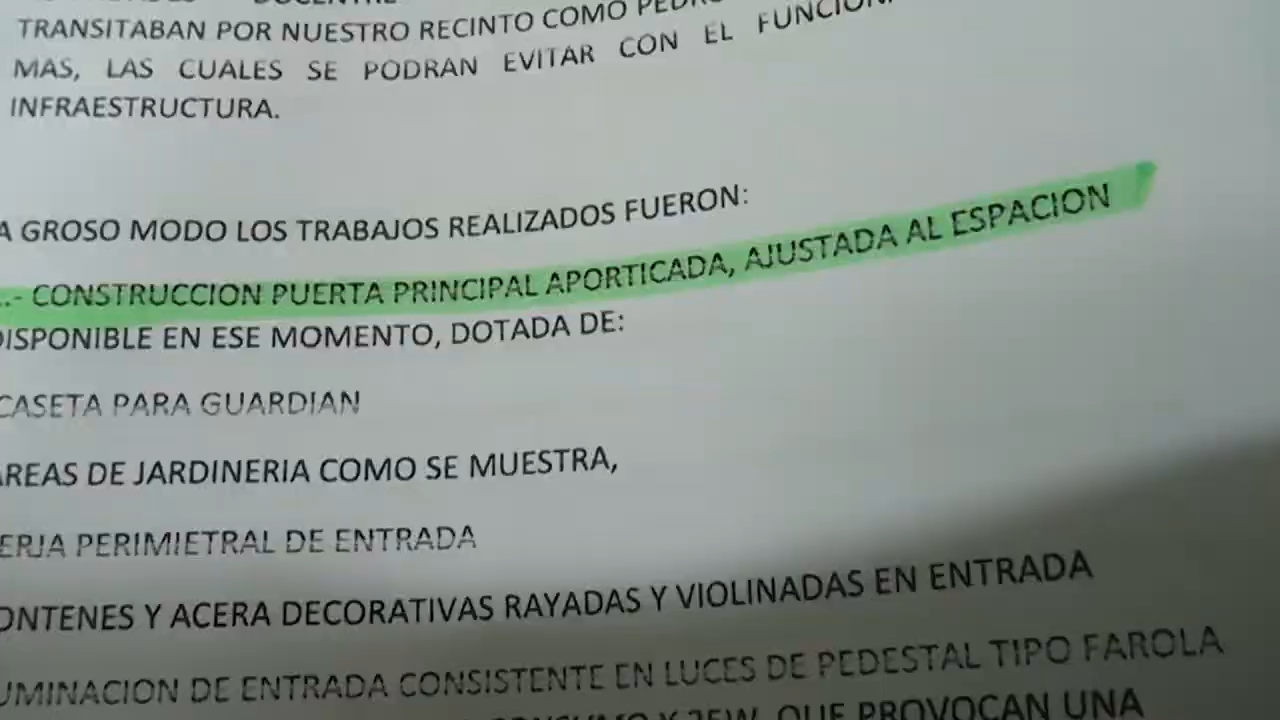 TRANSITABAN POR NUESTRO RECINTO COMO
MAS, LAS CUALES SE PODRAN EVITAR CON EL
INFRAESTRUCTURA.
A GROSO MODO LOS TRABAJOS REALIZADOS FUERON:
.- CONSTRUCCION PUERTA PRINCIPAL APORTICADA, AJUSTADA AL ESPACION
DISPONIBLE EN ESE MOMENTO, DOTADA DE:
CASETA PARA GUARDIAN
AREAS DE JARDINERIA COMO SE MUESTRA,
ERJA PERIMIETRAL DE ENTRADA
ONTENES Y ACERA DECORATIVAS RAYADAS Y VIOLINADAS EN ENTRADA
UMINACION DE ENTRADA CONSISTENTE EN LUCES DE PEDESTAL TIPO FAROLA
QUE PROVOCAN UNA